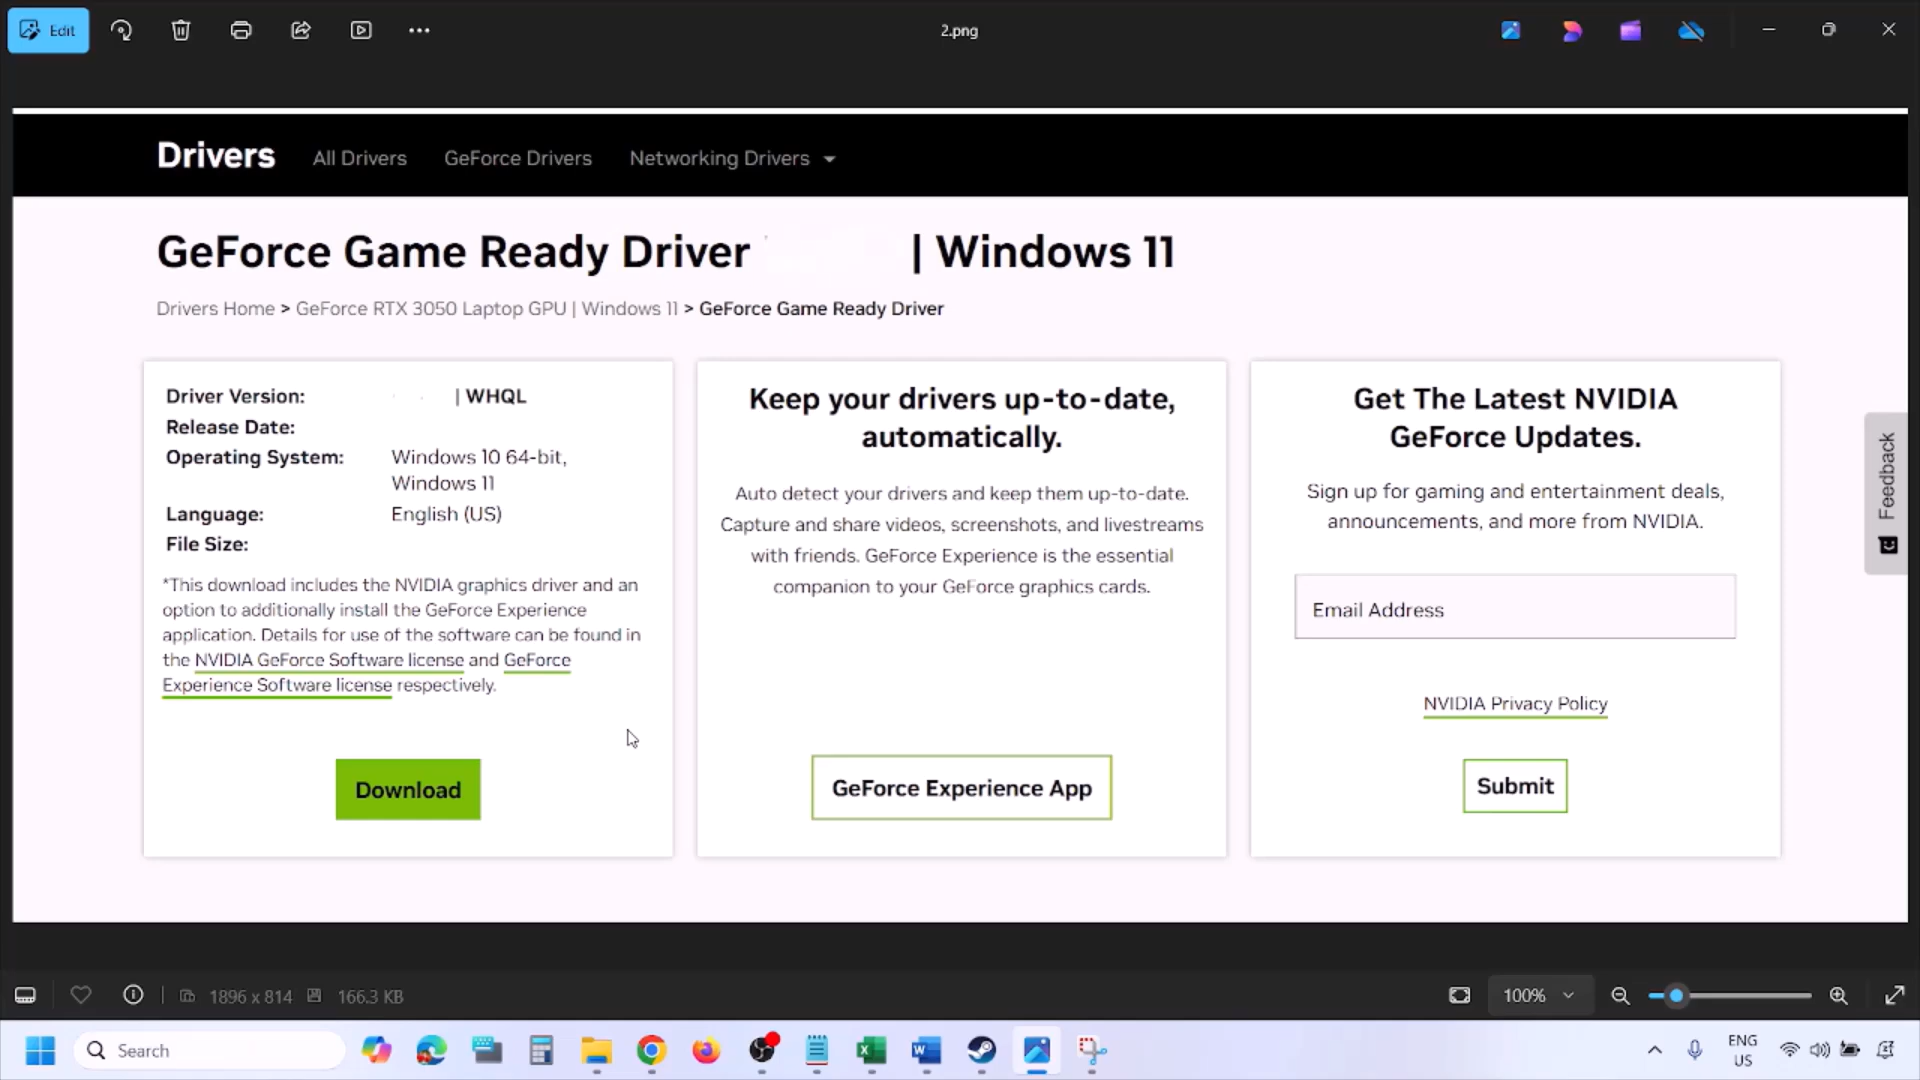 Edit
2.png
Drivers All Drivers GeForce Drivers Networking Drivers
GeForce Game Ready Driver | Windows 11
Drivers Home > GeForce RTX 3050 Laptop GPU | Windows 11 > GeForce Game Ready Driver
Driver Version: | WHQL
Release Date:
Operating System: Windows 10 64-bit,
Windows 11
Language: English (US)
File Size:
*This download includes the NVIDIA graphics driver and an
option to additionally install the GeForce Experience
application. Details for use of the software can be found in
the NVIDIA GeForce Software license and GeForce
Experience Software license respectively.
Download
Keep your drivers up-to-date,
automatically.
Auto detect your drivers and keep them up-to-date.
Capture and share videos, screenshots, and livestreams
with friends. GeForce Experience is the essential
companion to your GeForce graphics cards.
GeForce Experience App
Get The Latest NVIDIA
GeForce Updates.
Sign up for gaming and entertainment deals,
announcements, and more from NVIDIA.
Email Address
NVIDIA Privacy Policy
Submit
Feedback
1896 x 814 166.3 KB
100%
Search
ENG
US